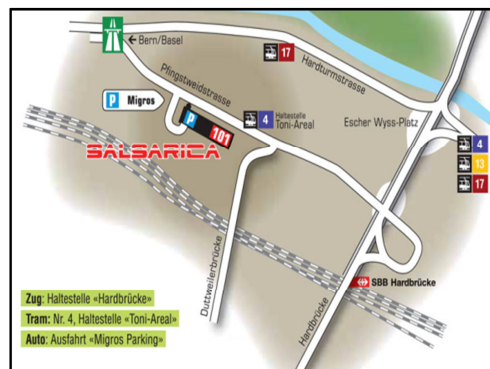 ← Bern/Basel
17
Hardturmstrasse
Pfingstweidstrasse
P Migros
P 101
4 Haltestelle
Toni-Areal
Escher Wyss-Platz
SALSARICA
4
13
17
Duttweilerbrücke
Hardbrücke
SBB Hardbrücke
Zug: Haltestelle «Hardbrücke»
Tram: Nr. 4, Haltestelle «Toni-Areal»
Auto: Ausfahrt «Migros Parking»